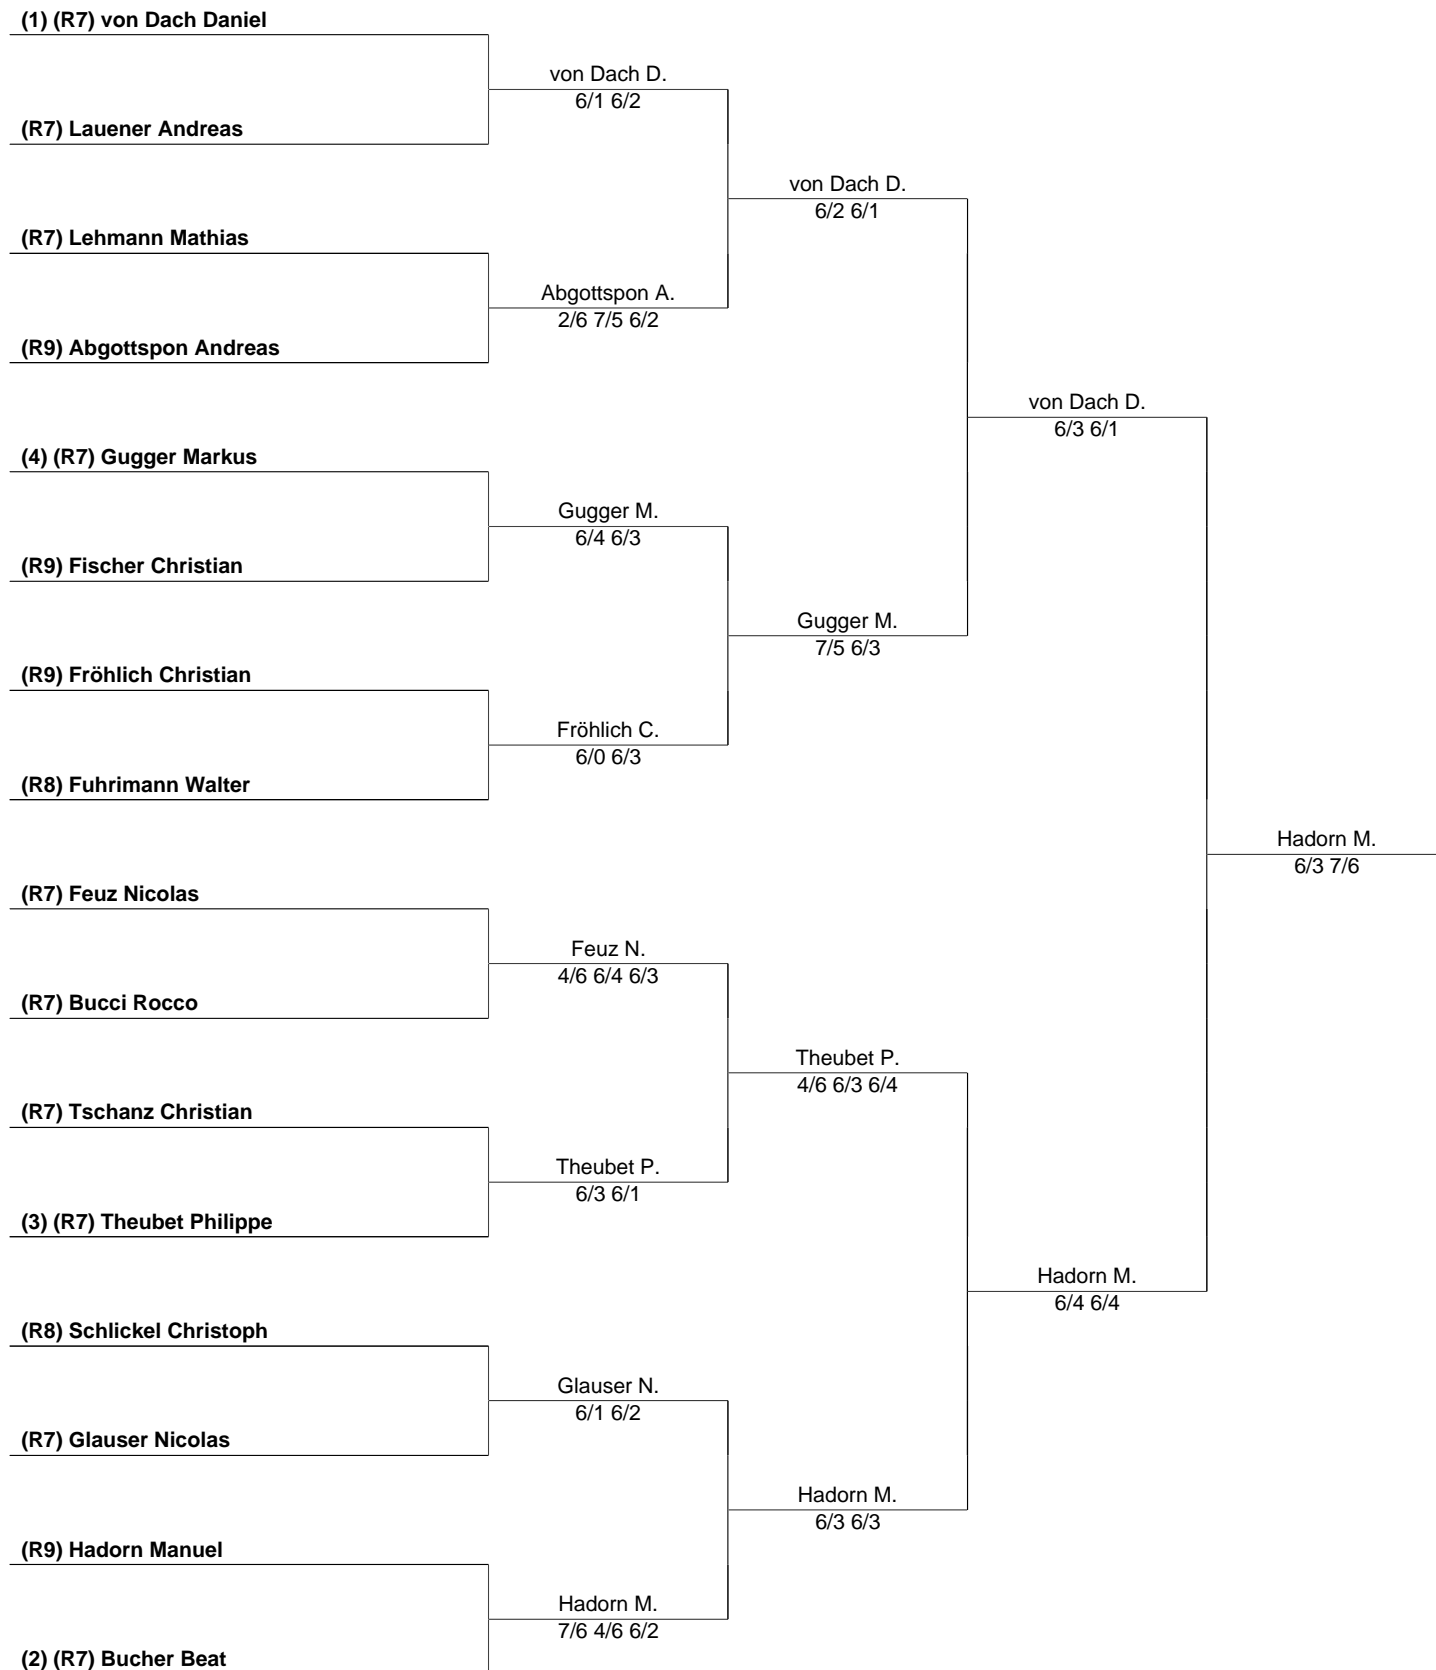 (1) (R7) von Dach Daniel
von Dach D.
6/1 6/2
(R7) Lauener Andreas
von Dach D.
6/2 6/1
(R7) Lehmann Mathias
Abgottspon A.
2/6 7/5 6/2
(R9) Abgottspon Andreas
von Dach D.
6/3 6/1
(4) (R7) Gugger Markus
Gugger M.
6/4 6/3
(R9) Fischer Christian
Gugger M.
7/5 6/3
(R9) Fröhlich Christian
Fröhlich C.
6/0 6/3
(R8) Fuhrimann Walter
Hadorn M.
6/3 7/6
(R7) Feuz Nicolas
Feuz N.
4/6 6/4 6/3
(R7) Bucci Rocco
Theubet P.
4/6 6/3 6/4
(R7) Tschanz Christian
Theubet P.
6/3 6/1
(3) (R7) Theubet Philippe
Hadorn M.
6/4 6/4
(R8) Schlickel Christoph
Glauser N.
6/1 6/2
(R7) Glauser Nicolas
Hadorn M.
6/3 6/3
(R9) Hadorn Manuel
Hadorn M.
7/6 4/6 6/2
(2) (R7) Bucher Beat